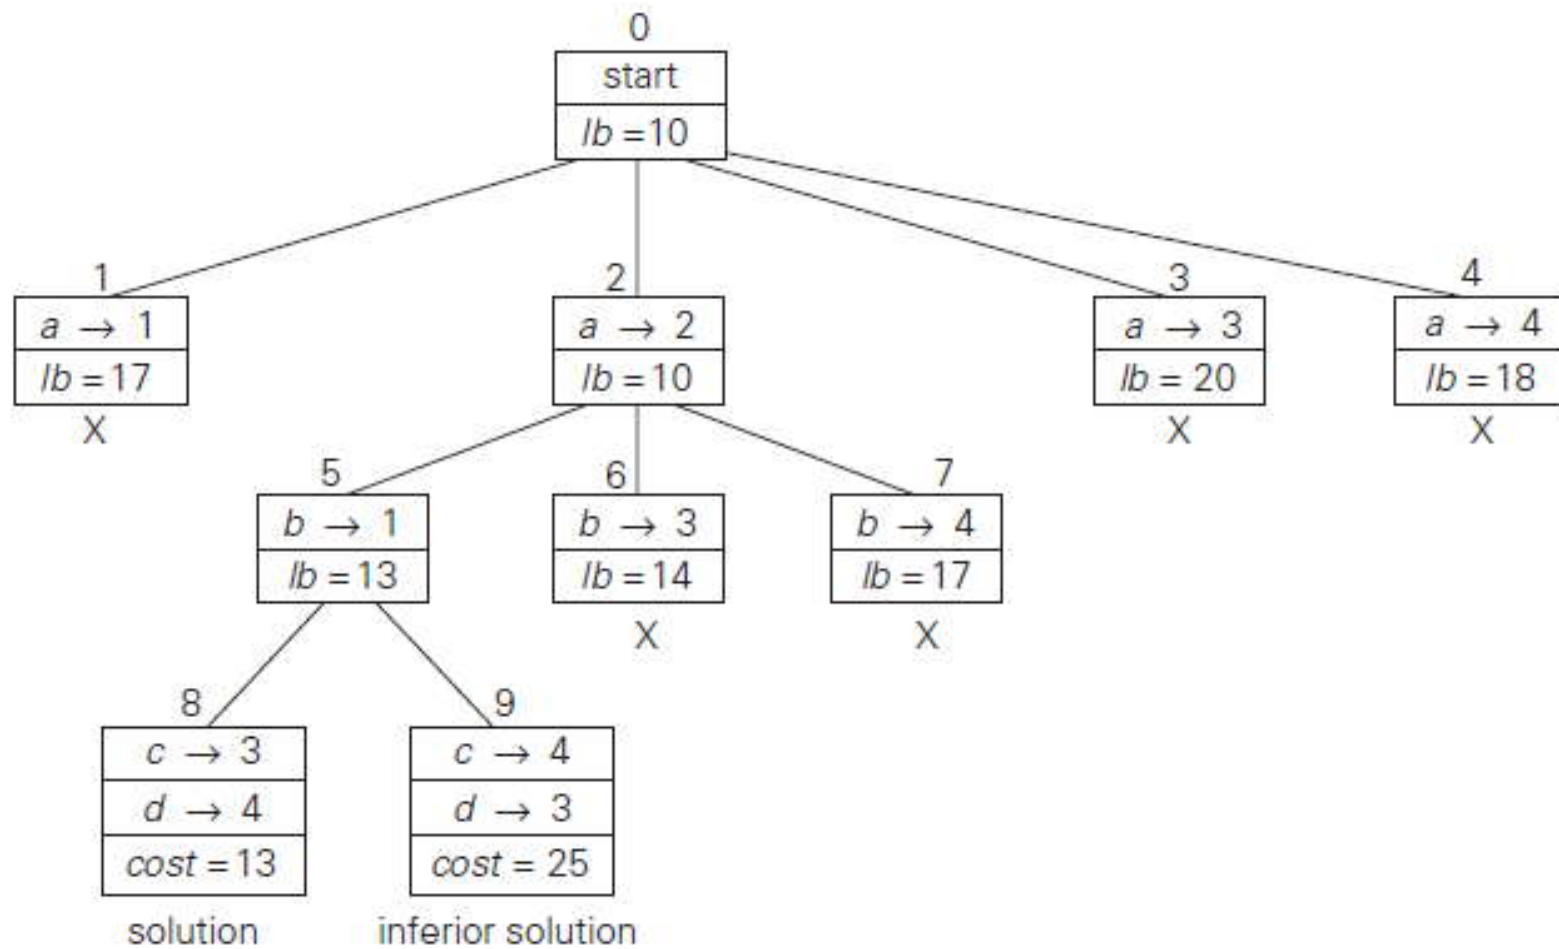 0
start
lb = 10
1 2 3 4
a → 1 a → 2 a → 3 a → 4
lb = 17 lb = 10 lb = 20 lb = 18
X X X
5 6 7
b → 1 b → 3 b → 4
lb = 13 lb = 14 lb = 17
X X
8 9
c → 3 c → 4
d → 4 d → 3
cost = 13 cost = 25
solution inferior solution